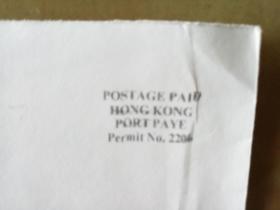 POSTAGE PAID
HONG KONG
PORT PAYE
Permit No. 2206